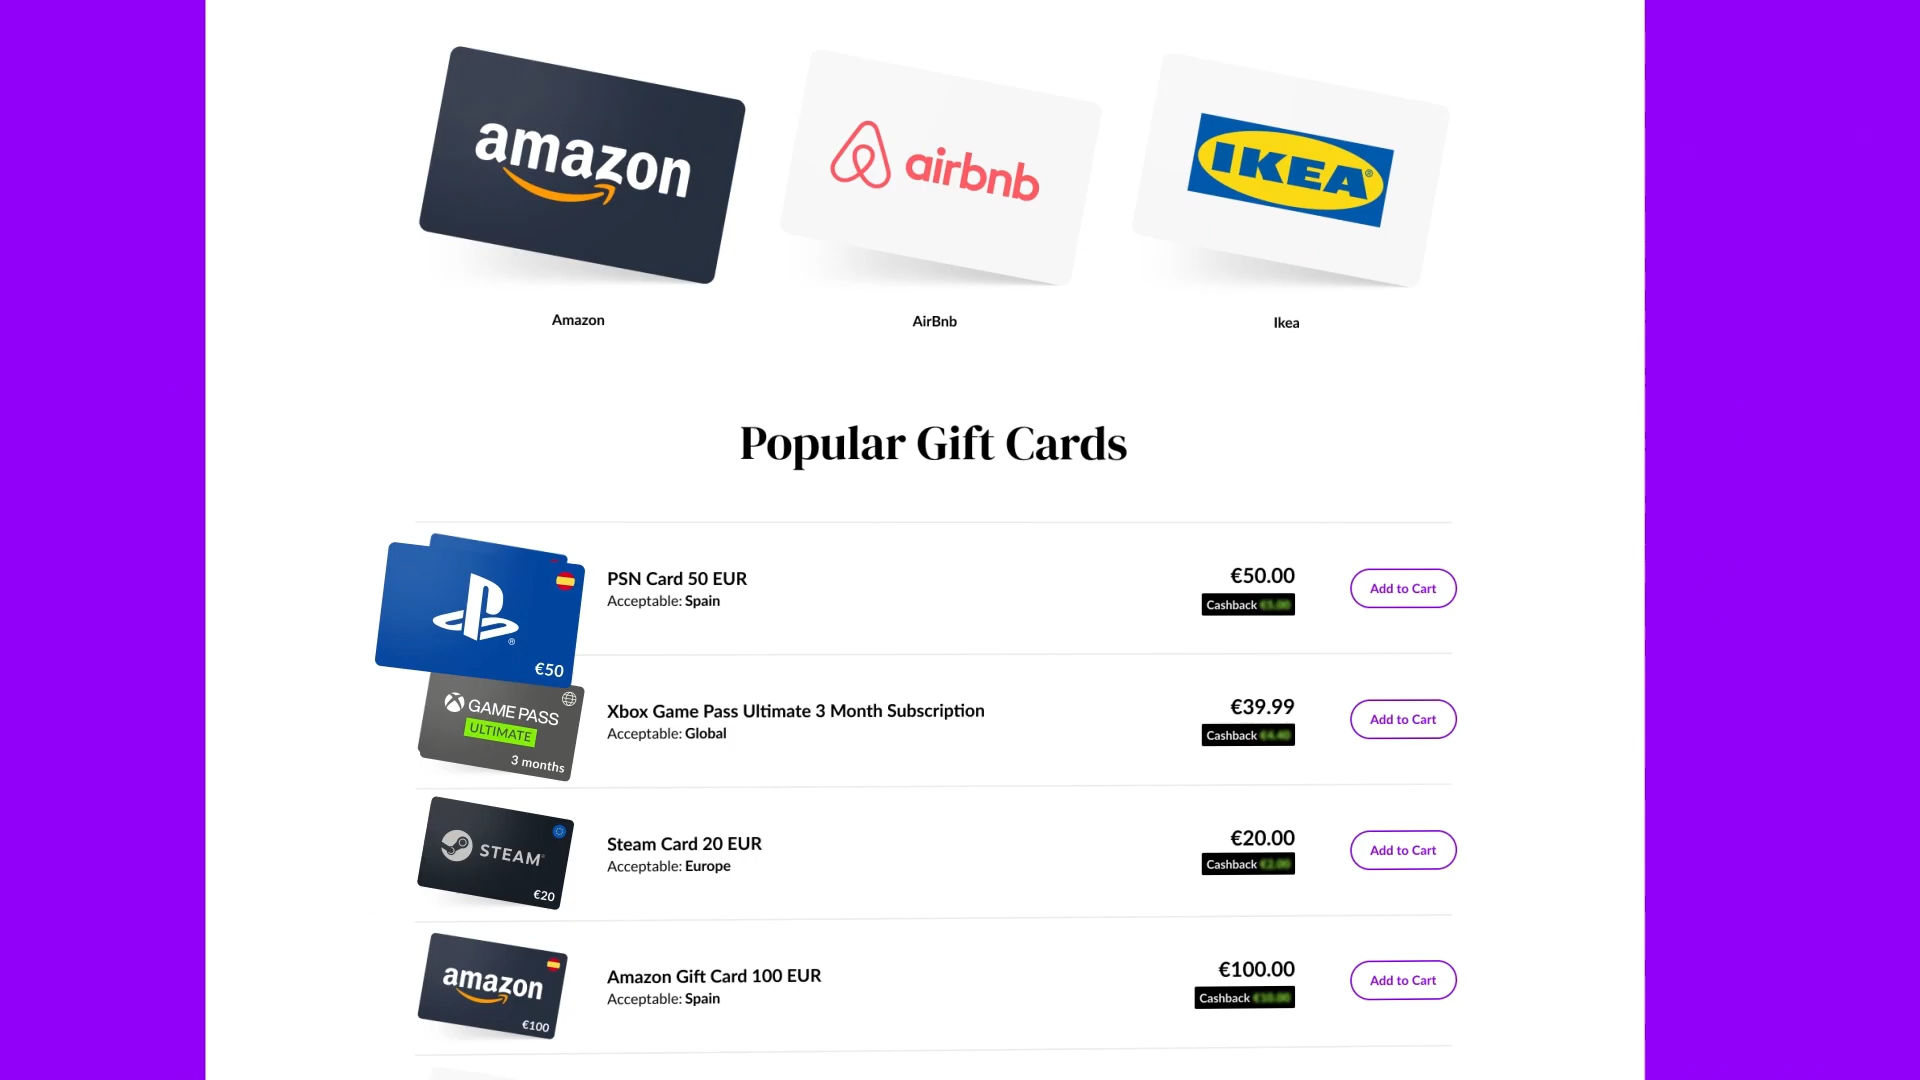 amazon
airbnb
IKEA®
Amazon
AirBnb
Ikea
Popular Gift Cards
€50
PSN Card 50 EUR
Acceptable: Spain
€50.00
Cashback
Add to Cart
GAME PASS
ULTIMATE
3 months
Xbox Game Pass Ultimate 3 Month Subscription
Acceptable: Global
€39.99
Cashback
Add to Cart
STEAM
€20
Steam Card 20 EUR
Acceptable: Europe
€20.00
Cashback
Add to Cart
amazon
€100
Amazon Gift Card 100 EUR
Acceptable: Spain
€100.00
Cashback
Add to Cart